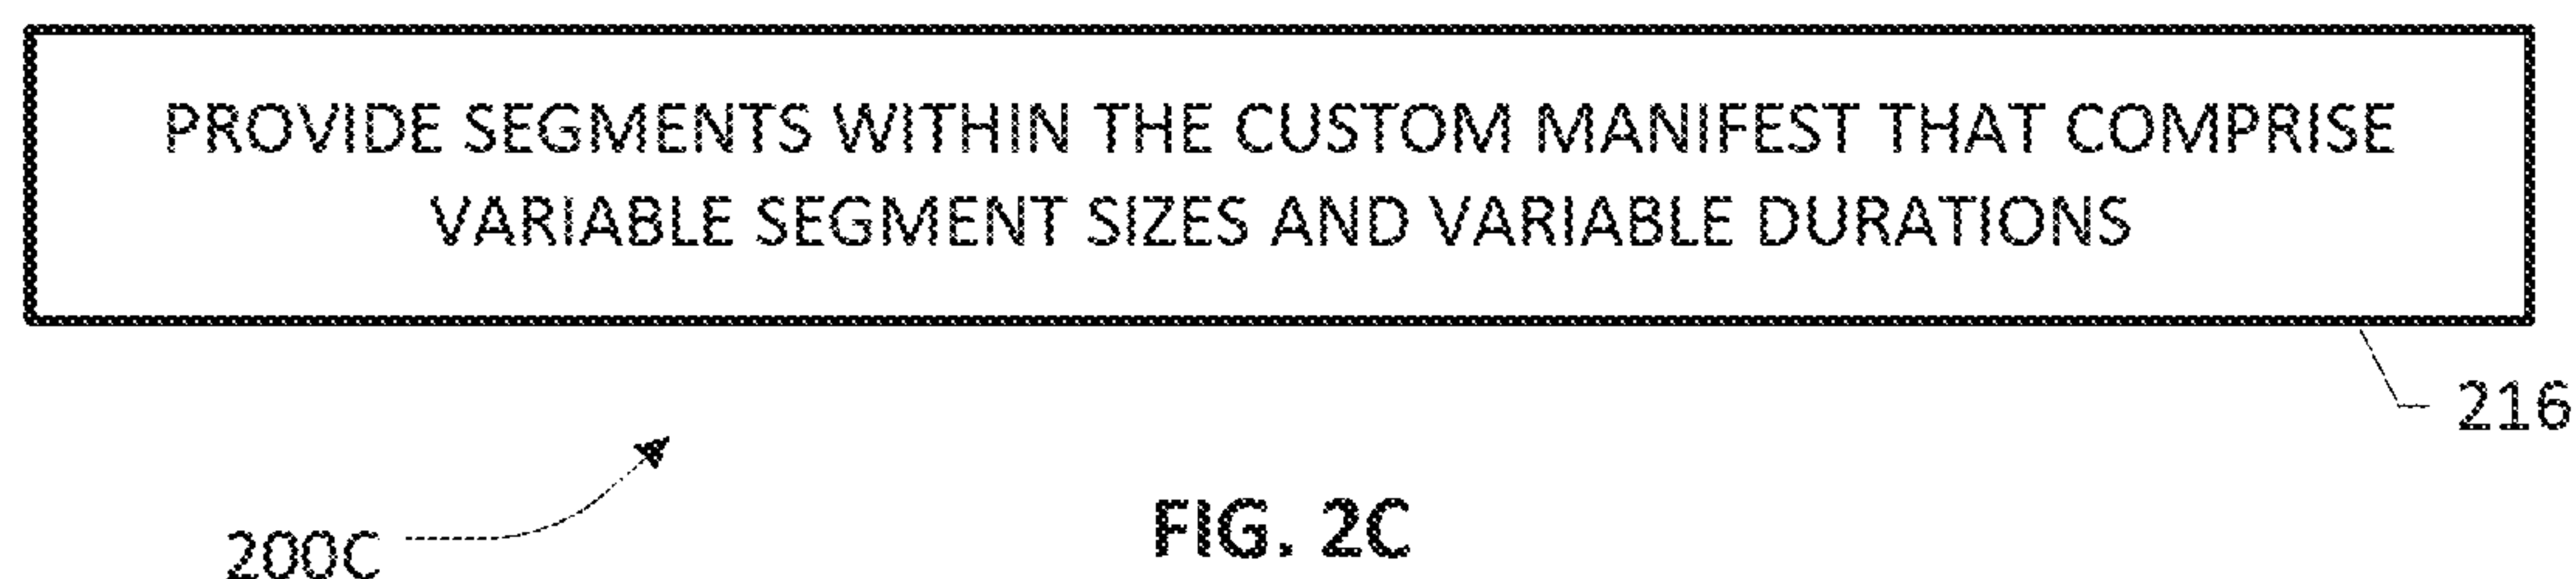 PROVIDE SEGMENTS WITHIN THE CUSTOM MANIFEST THAT COMPRISE
VARIABLE SEGMENT SIZES AND VARIABLE DURATIONS
216
200C
FIG. 2C